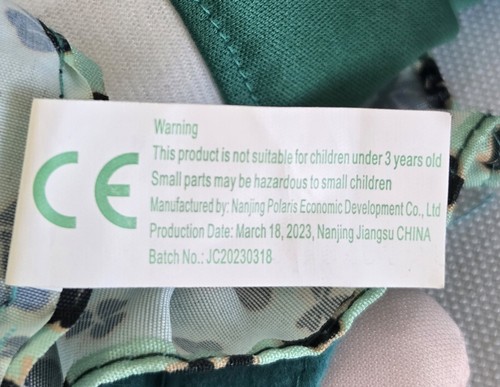 CE
Warning
This product is not suitable for children under 3 years old
Small parts may be hazardous to small children
Manufactured by: Nanjing Polaris Economic Development Co., Ltd
Production Date: March 18, 2023, Nanjing Jiangsu CHINA
Batch No.: JC20230318